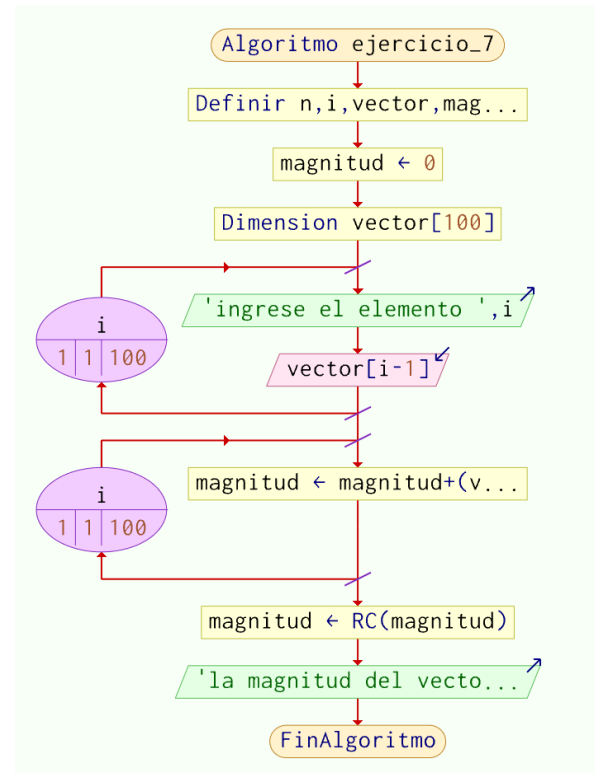 Algoritmo ejercicio_7
Definir n,i,vector,mag...
magnitud ← 0
Dimension vector[100]
'ingrese el elemento ',i
i
1 1 100
vector[i-1]
magnitud ← magnitud+(v...
i
1 1 100
magnitud ← RC(magnitud)
'la magnitud del vecto...
FinAlgoritmo